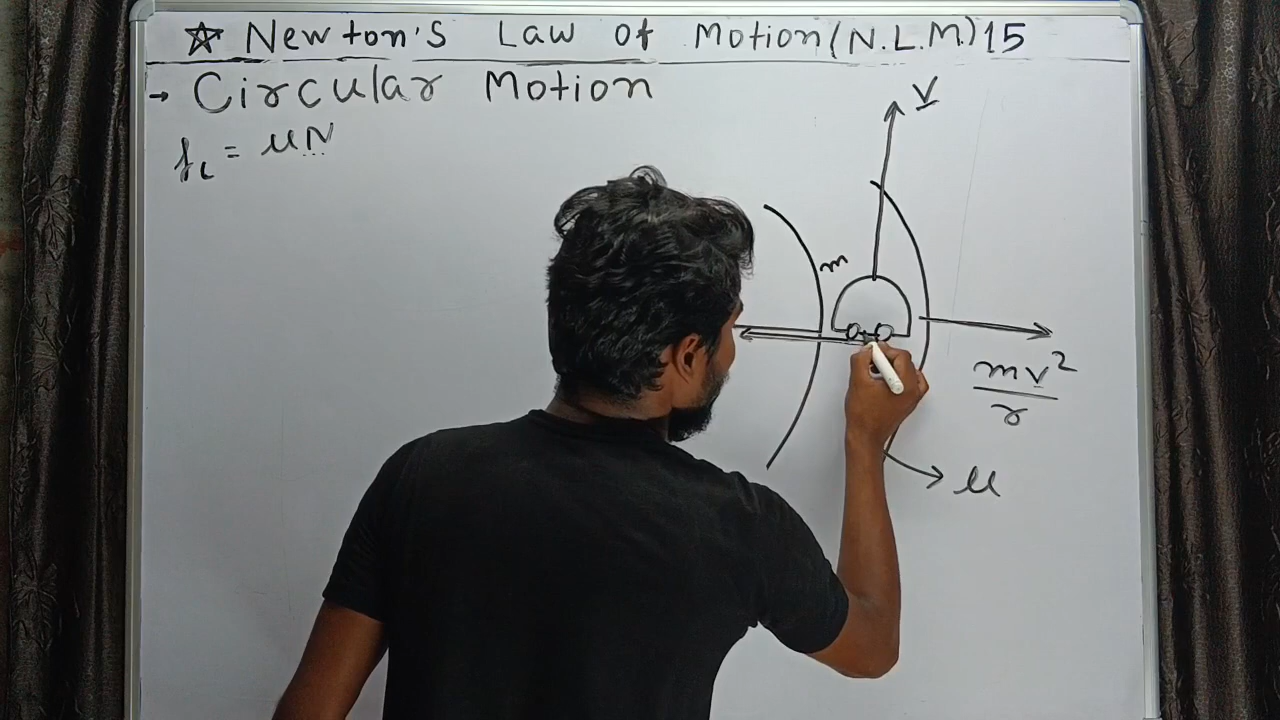 ☆ Newton's Law of Motion (N.L.M.) 15
→ Circular Motion
fL = μN
V
m
mv²
r
μ